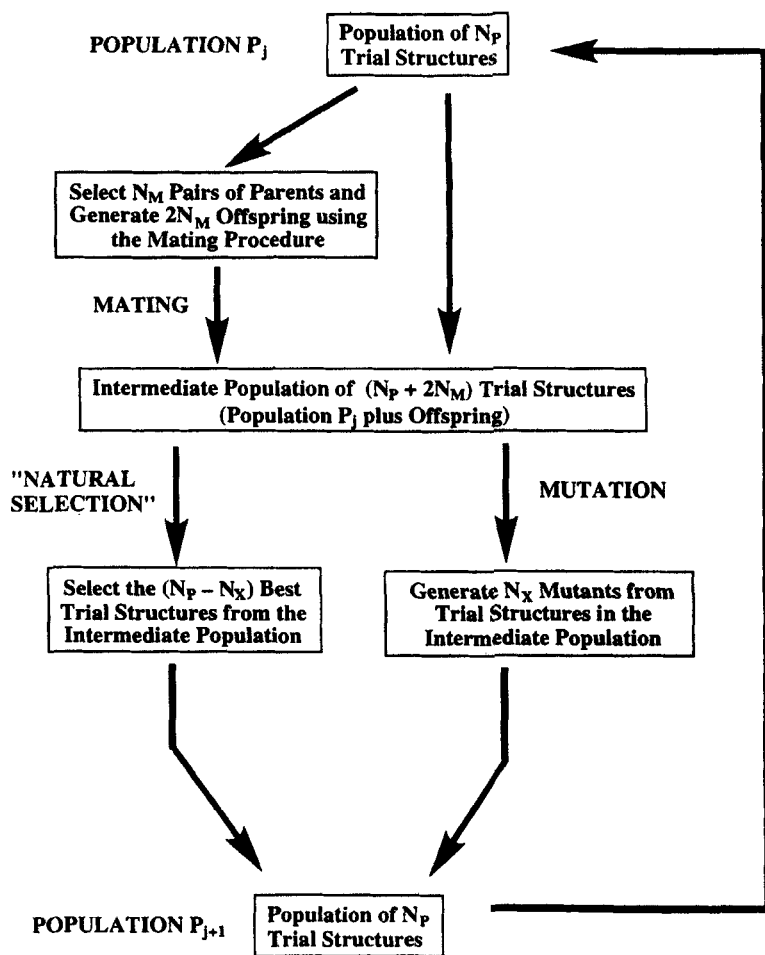 POPULATION Pj
Population of NP
Trial Structures
Select NM Pairs of Parents and
Generate 2NM Offspring using
the Mating Procedure
MATING
Intermediate Population of (NP + 2NM) Trial Structures
(Population Pj plus Offspring)
"NATURAL
SELECTION"
MUTATION
Select the (NP – NX) Best
Trial Structures from the
Intermediate Population
Generate NX Mutants from
Trial Structures in the
Intermediate Population
POPULATION Pj+1
Population of NP
Trial Structures